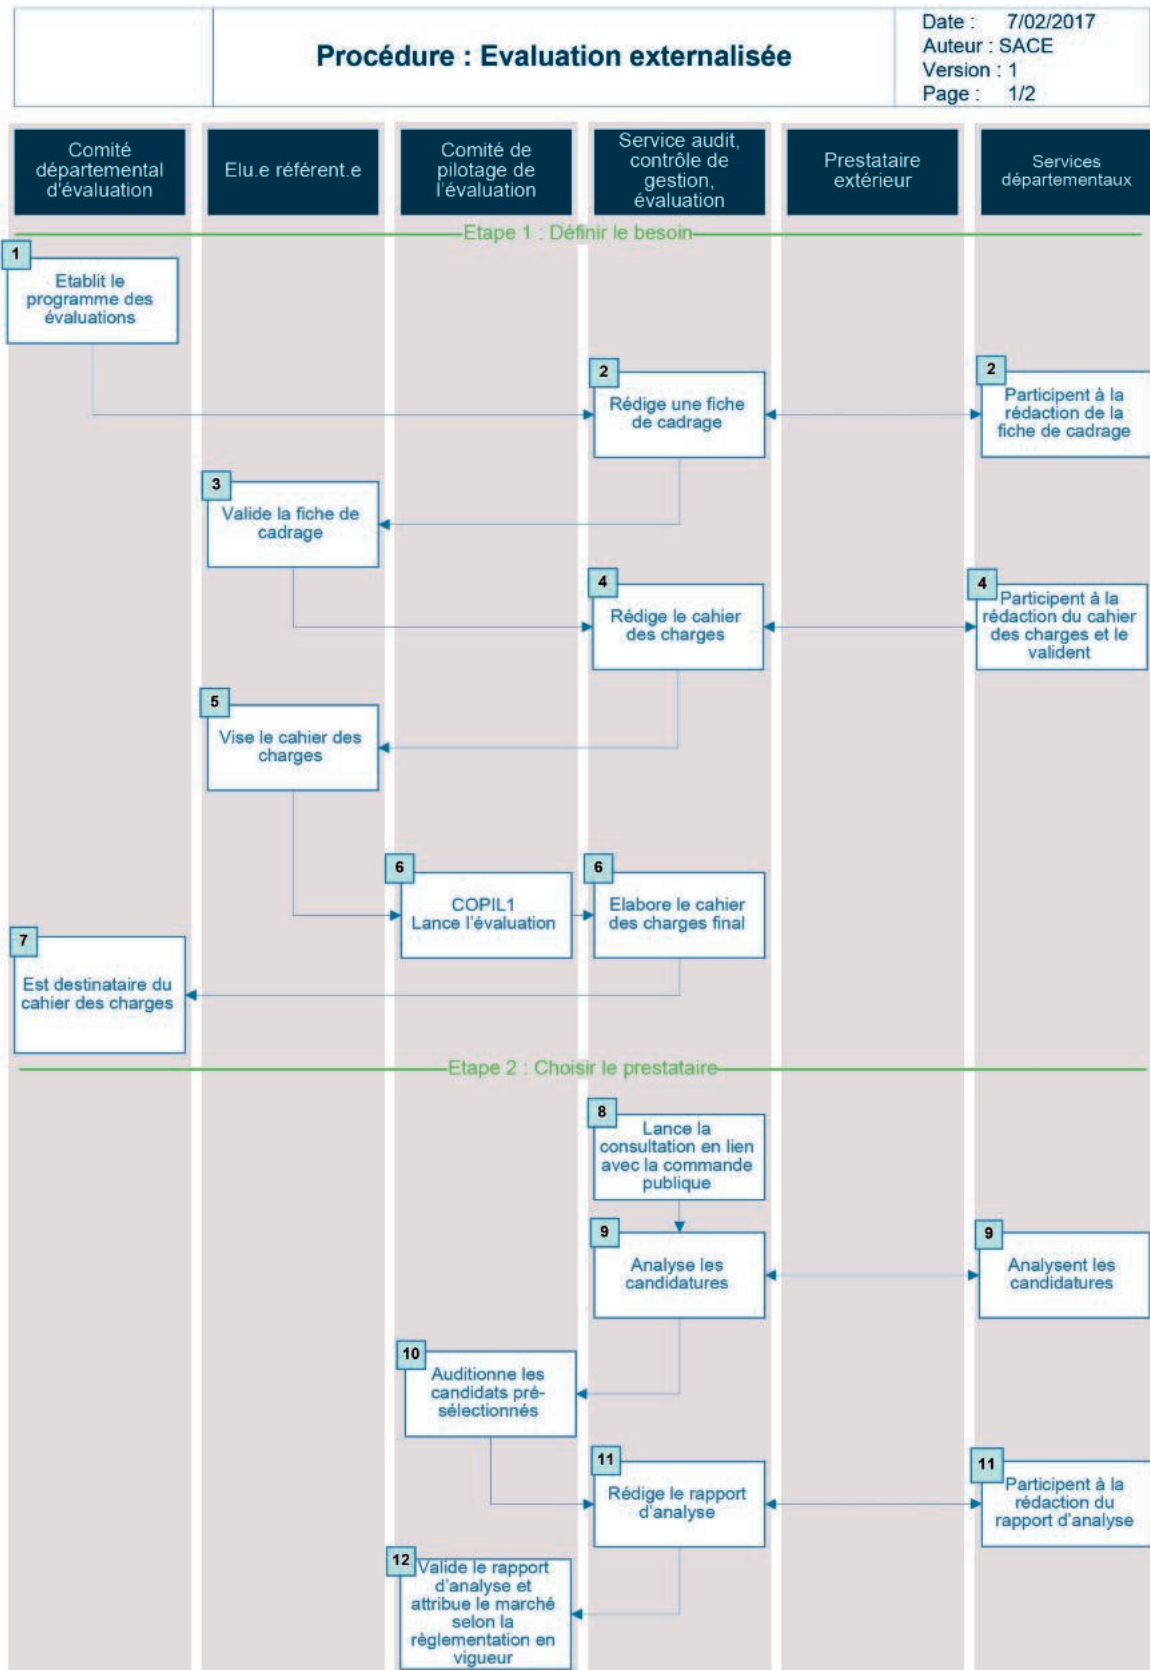 Procédure : Evaluation externalisée
Date : 7/02/2017
Auteur : SACE
Version : 1
Page : 1/2
Comité
départemental
d'évaluation
Elu.e référent.e
Comité de
pilotage de
l'évaluation
Service audit,
contrôle de
gestion,
évaluation
Prestataire
extérieur
Services
départementaux
Etape 1 : Définir le besoin
1
Etablit le
programme des
évaluations
2
Rédige une fiche
de cadrage
2
Participent à la
rédaction de la
fiche de cadrage
3
Valide la fiche de
cadrage
4
Rédige le cahier
des charges
4
Participent à la
rédaction du cahier
des charges et le
valident
5
Vise le cahier des
charges
6
COPIL1
Lance l'évaluation
6
Elabore le cahier
des charges final
7
Est destinataire du
cahier des charges
Etape 2 : Choisir le prestataire
8
Lance la
consultation en lien
avec la commande
publique
9
Analyse les
candidatures
9
Analysent les
candidatures
10
Auditionne les
candidats pré-
sélectionnés
11
Rédige le rapport
d'analyse
11
Participent à la
rédaction du
rapport d'analyse
12
Valide le rapport
d'analyse et
attribue le marché
selon la
règlementation en
vigueur